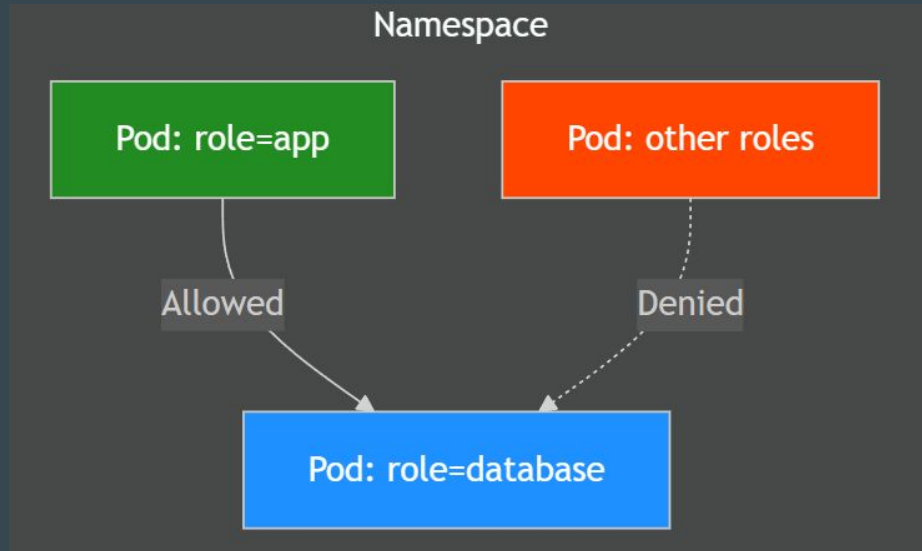 Namespace
Pod: role=app
Pod: other roles
Allowed
Denied
Pod: role=database